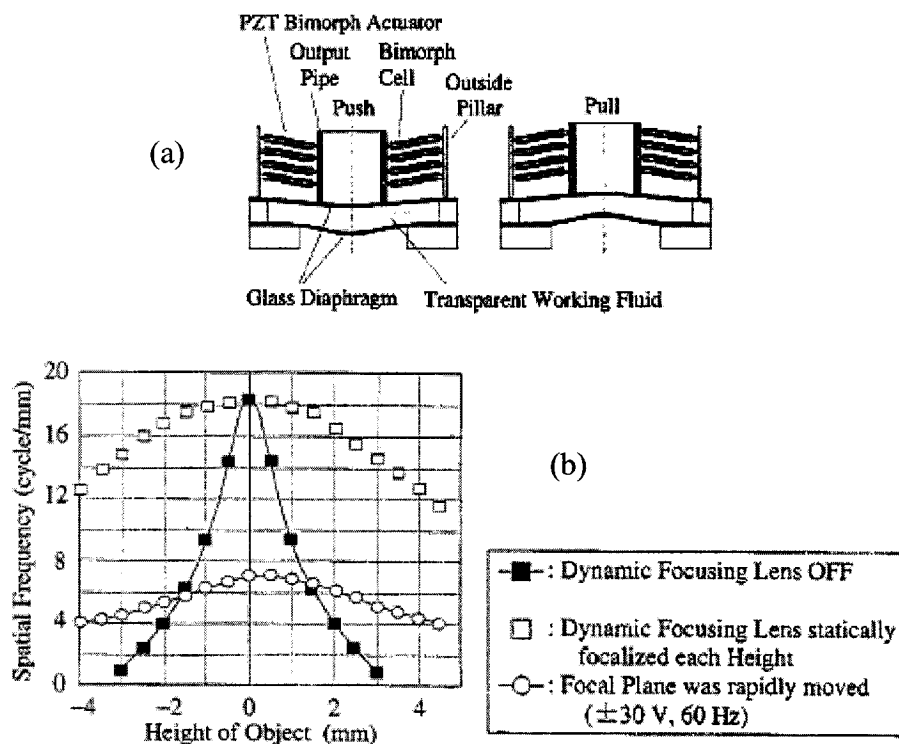 PZT Bimorph Actuator
Output Pipe
Bimorph Cell
Outside Pillar
Push
Pull
(a)
Glass Diaphragm
Transparent Working Fluid
Spatial Frequency (cycle/mm)
20
16
12
8
4
0
−4
−2
0
2
4
Height of Object (mm)
(b)
: Dynamic Focusing Lens OFF
: Dynamic Focusing Lens statically
focalized each Height
: Focal Plane was rapidly moved
(±30 V, 60 Hz)